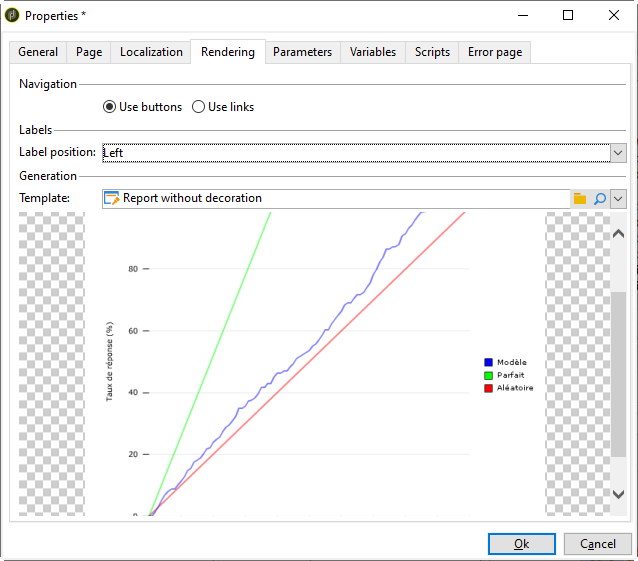 Properties *
General Page Localization Rendering Parameters Variables Scripts Error page
Navigation
Use buttons Use links
Labels
Label position: Left
Generation
Template: Report without decoration
80
60
40
20
0
Taux de réponse (%)
Modèle
Parfait
Aléatoire
Ok Cancel